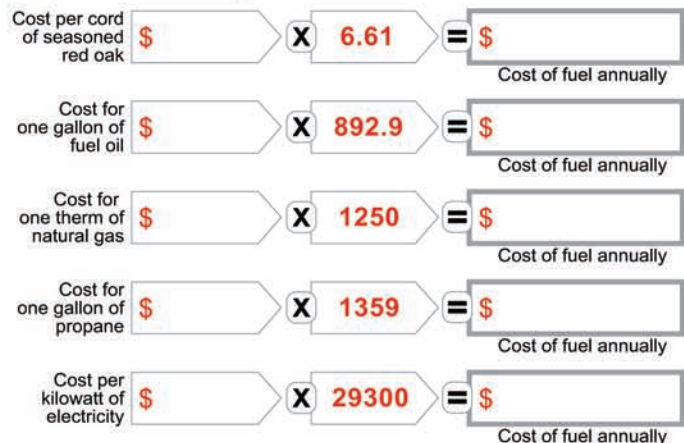 Cost per cord
of seasoned
red oak
$ X 6.61 = $
Cost of fuel annually
Cost for
one gallon of
fuel oil
$ X 892.9 = $
Cost of fuel annually
Cost for
one therm of
natural gas
$ X 1250 = $
Cost of fuel annually
Cost for
one gallon of
propane
$ X 1359 = $
Cost of fuel annually
Cost per
kilowatt of
electricity
$ X 29300 = $
Cost of fuel annually